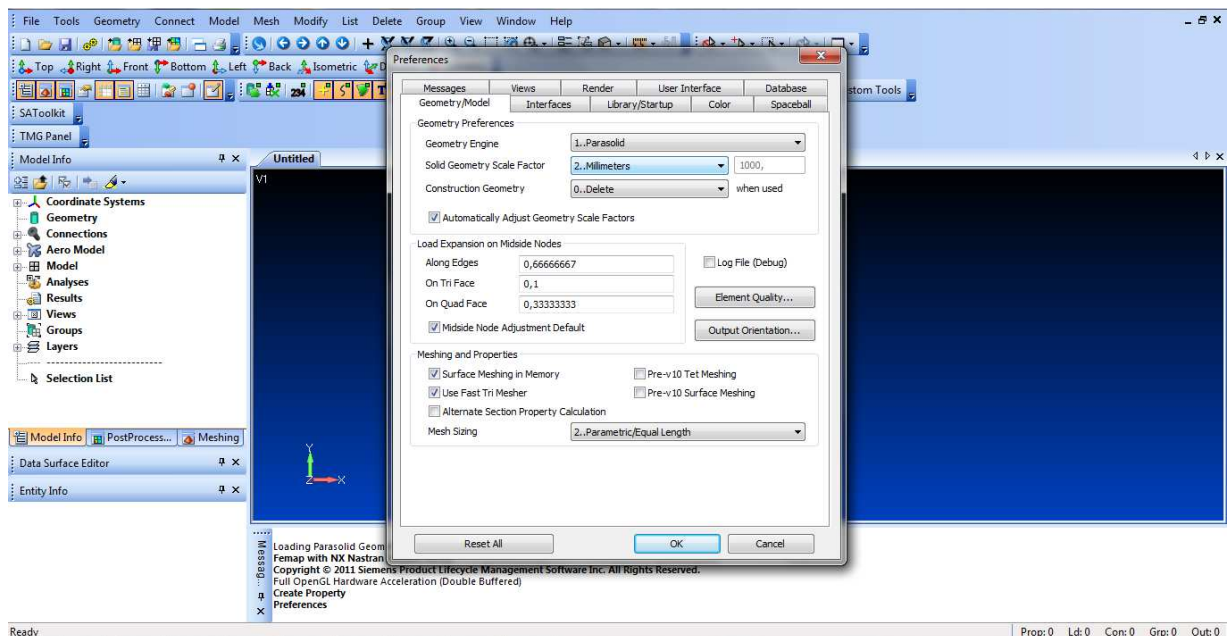 File Tools Geometry Connect Model Mesh Modify List Delete Group View Window Help
Top Right Front Bottom Left Back Isometric D
stom Tools
SAToolkit
TMG Panel
Model Info
Coordinate Systems
Geometry
Connections
Aero Model
Model
Analyses
Results
Views
Groups
Layers
Selection List
Model Info PostProcess... Meshing
Data Surface Editor
Entity Info
Untitled
V1
Y
Z X
Preferences
Messages Views Render User Interface Database
Geometry/Model Interfaces Library/Startup Color Spaceball
Geometry Preferences
Geometry Engine 1..Parasolid
Solid Geometry Scale Factor 2..Milimeters 1000,
Construction Geometry 0..Delete when used
Automatically Adjust Geometry Scale Factors
Load Expansion on Midside Nodes
Along Edges 0,66666667 Log File (Debug)
On Tri Face 0,1
On Quad Face 0,33333333
Element Quality...
Midside Node Adjustment Default
Output Orientation...
Meshing and Properties
Surface Meshing in Memory Pre-v10 Tet Meshing
Use Fast Tri Mesher Pre-v10 Surface Meshing
Alternate Section Property Calculation
Mesh Sizing 2..Parametric/Equal Length
Reset All OK Cancel
Messag...
Loading Parasolid Geom
Femap with NX Nastran
Copyright © 2011 Siemens Product Lifecycle Management Software Inc. All Rights Reserved.
Full OpenGL Hardware Acceleration (Double Buffered)
Create Property
Preferences
Ready Prop: 0 Ld: 0 Con: 0 Grp: 0 Out: 0